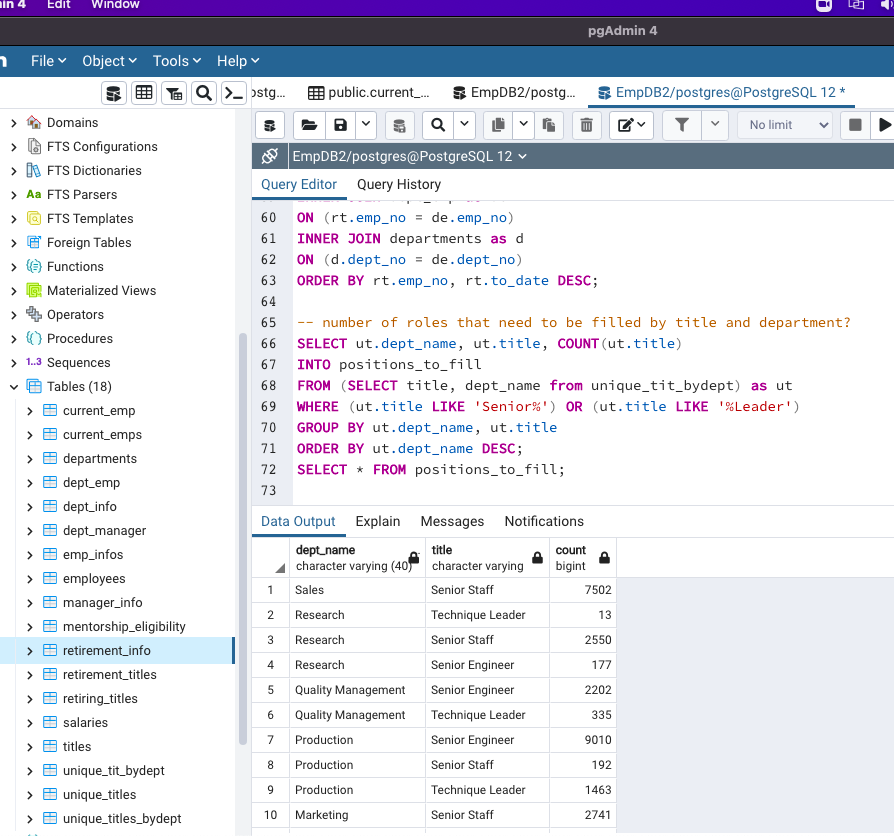 in 4 Edit Window
pgAdmin 4
File Object Tools Help
ostg... public.current_... EmpDB2/postg... EmpDB2/postgres@PostgreSQL 12 *
No limit
EmpDB2/postgres@PostgreSQL 12
Query Editor Query History
Domains
FTS Configurations
FTS Dictionaries
Aa FTS Parsers
FTS Templates
Foreign Tables
Functions
Materialized Views
Operators
Procedures
1..3 Sequences
Tables (18)
current_emp
current_emps
departments
dept_emp
dept_info
dept_manager
emp_infos
employees
manager_info
mentorship_eligibility
retirement_info
retirement_titles
retiring_titles
salaries
titles
unique_tit_bydept
unique_titles
unique_titles_bydept
60 ON (rt.emp_no = de.emp_no)
61 INNER JOIN departments as d
62 ON (d.dept_no = de.dept_no)
63 ORDER BY rt.emp_no, rt.to_date DESC;
64
65 -- number of roles that need to be filled by title and department?
66 SELECT ut.dept_name, ut.title, COUNT(ut.title)
67 INTO positions_to_fill
68 FROM (SELECT title, dept_name from unique_tit_bydept) as ut
69 WHERE (ut.title LIKE 'Senior%') OR (ut.title LIKE '%Leader')
70 GROUP BY ut.dept_name, ut.title
71 ORDER BY ut.dept_name DESC;
72 SELECT * FROM positions_to_fill;
73
Data Output Explain Messages Notifications
dept_name title count
character varying (40) character varying bigint
1 Sales Senior Staff 7502
2 Research Technique Leader 13
3 Research Senior Staff 2550
4 Research Senior Engineer 177
5 Quality Management Senior Engineer 2202
6 Quality Management Technique Leader 335
7 Production Senior Engineer 9010
8 Production Senior Staff 192
9 Production Technique Leader 1463
10 Marketing Senior Staff 2741